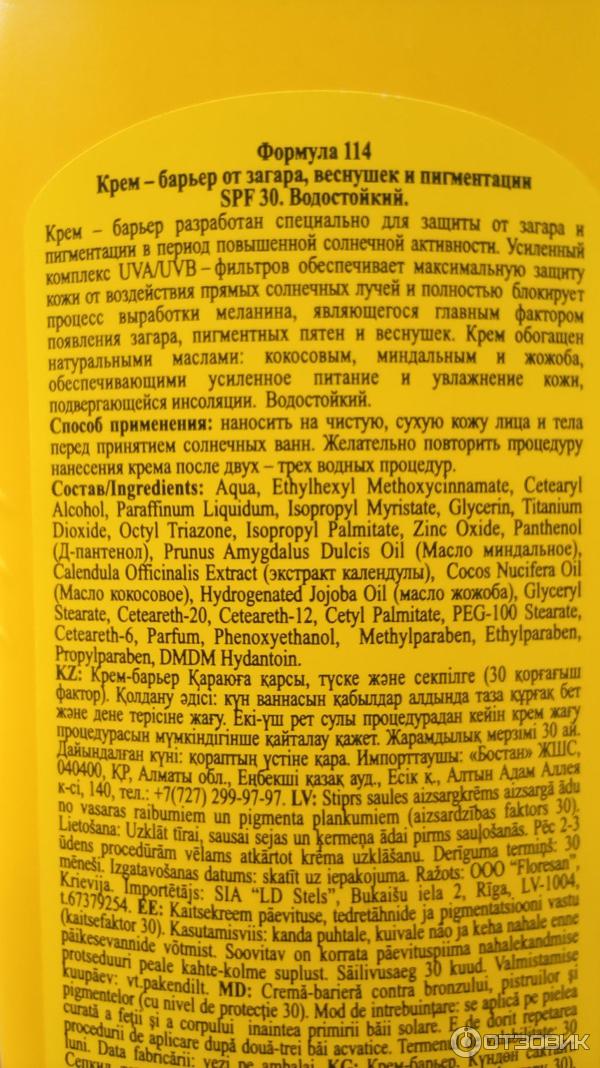 Формула 114
Крем – барьер от загара, веснушек и пигментации
SPF 30. Водостойкий.
Крем – барьер разработан специально для защиты от загара и
пигментации в период повышенной солнечной активности. Усиленный
комплекс UVA/UVB – фильтров обеспечивает максимальную защиту
кожи от воздействия прямых солнечных лучей и полностью блокирует
процесс выработки меланина, являющегося главным фактором
появления загара, пигментных пятен и веснушек. Крем обогащен
натуральными маслами: кокосовым, миндальным и жожоба,
обеспечивающими усиленное питание и увлажнение кожи,
подвергающейся инсоляции. Водостойкий.
Способ применения: наносить на чистую, сухую кожу лица и тела
перед принятием солнечных ванн. Желательно повторить процедуру
нанесения крема после двух – трех водных процедур.
Состав/Ingredients: Aqua, Ethylhexyl Methoxycinnamate, Cetearyl
Alcohol, Paraffinum Liquidum, Isopropyl Myristate, Glycerin, Titanium
Dioxide, Octyl Triazone, Isopropyl Palmitate, Zinc Oxide, Panthenol
(Д-пантенол), Prunus Amygdalus Dulcis Oil (Масло миндальное),
Calendula Officinalis Extract (экстракт календулы), Cocos Nucifera Oil
(Масло кокосовое), Hydrogenated Jojoba Oil (масло жожоба), Glyceryl
Stearate, Ceteareth-20, Ceteareth-12, Cetyl Palmitate, PEG-100 Stearate,
Ceteareth-6, Parfum, Phenoxyethanol, Methylparaben, Ethylparaben,
Propylparaben, DMDM Hydantoin.
KZ: Крем-барьер Қараюға қарсы, түске және секпілге (30 қорғағыш
фактор). Қолдану әдісі: күн ваннасын қабылдар алдында таза құрғақ бет
және дене терісіне жағу. Екі-үш рет сулы процедурадан кейін крем жағу
процедурасын мүмкіндігінше қайталау қажет. Жарамдылық мерзімі 30 ай.
Дайындалған күні: қораптың үстіне қара. Импорттаушы: «Бостан» ЖШС,
040400, ҚР, Алматы обл., Еңбекші қазақ ауд., Есік қ., Алтын Адам Аллея
к-сі, 140, тел.: +7(727) 299-97-97. LV: Stiprs saules aizsargkrēms aizsargā ādu
no vasaras raibumiem un pigmenta plankumiem (aizsardzības faktors 30).
Lietošana: Uzklāt tīrai, sausai sejas un ķermeņa ādai pirms sauļošanās. Pēc 2-3
ūdens procedūrām vēlams atkārtot krēma uzklāšanu. Derīguma termiņš: 30
mēneši. Izgatavošanas datums: skatīt uz iepakojuma. Ražots: OOO "Floresan",
Krievija. Importētājs: SIA "LD Stels", Bukaišu iela 2, Rīga, LV-1004,
t.67379254. EE: Kaitsekreem päevituse, tedretähnide ja pigmentatsiooni vastu
(kaitsefaktor 30). Kasutamisviis: kanda puhtale, kuivale näo ja keha nahale enne
päikesevannide võtmist. Soovitav on korrata päevituspiima nahalekandmise
protseduuri peale kahte-kolme suplust. Säilivusaeg 30 kuud. Valmistamise
kuupäev: vt.pakendilt. MD: Cremă-barieră contra bronzului, pistruilor şi
pigmentelor (cu nivel de protecţie 30). Mod de intrebuinţare: se aplică pe pielea
curată a feţii şi a corpului inaintea primirii băii solare. E de dorit repetarea
procedurii de aplicare după două-trei băi acvatice. Termenul de 30
luni. Data fabricării: vezi pe ambalaj. KG: Крем-барьер. Күндөн сактануу
30).
ОТЗОВИК